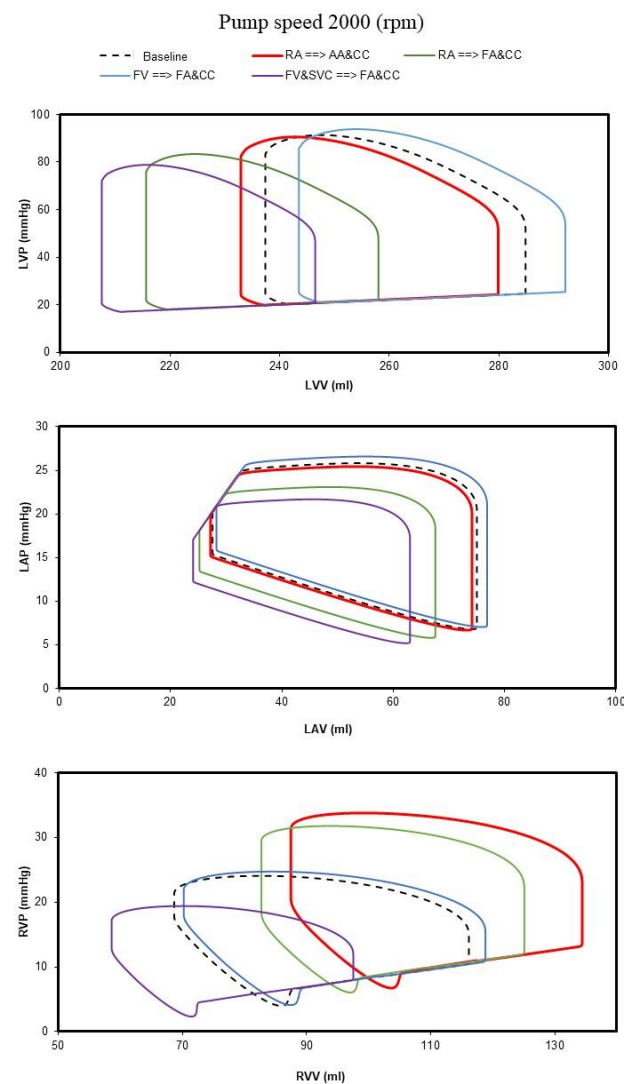 Pump speed 2000 (rpm)
Baseline RA ==> AA&CC RA ==> FA&CC
FV ==> FA&CC FV&SVC ==> FA&CC
100
80
60
40
20
0
LVP (mmHg)
200 220 240 260 280 300
LVV (ml)
30
25
20
15
10
5
0
LAP (mmHg)
0 20 40 60 80 100
LAV (ml)
40
30
20
10
0
RVP (mmHg)
50 70 90 110 130
RVV (ml)